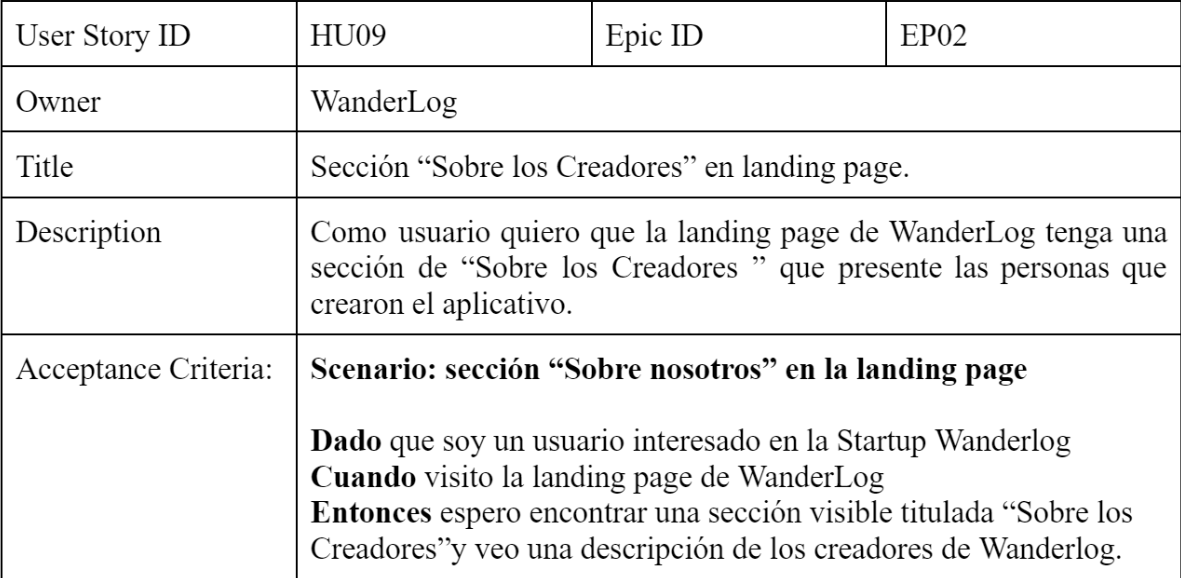 User Story ID HU09 Epic ID EP02
Owner WanderLog
Title Sección “Sobre los Creadores” en landing page.
Description Como usuario quiero que la landing page de WanderLog tenga una
sección de “Sobre los Creadores ” que presente las personas que
crearon el aplicativo.
Acceptance Criteria: Scenario: sección “Sobre nosotros” en la landing page
Dado que soy un usuario interesado en la Startup Wanderlog
Cuando visito la landing page de WanderLog
Entonces espero encontrar una sección visible titulada “Sobre los
Creadores”y veo una descripción de los creadores de Wanderlog.